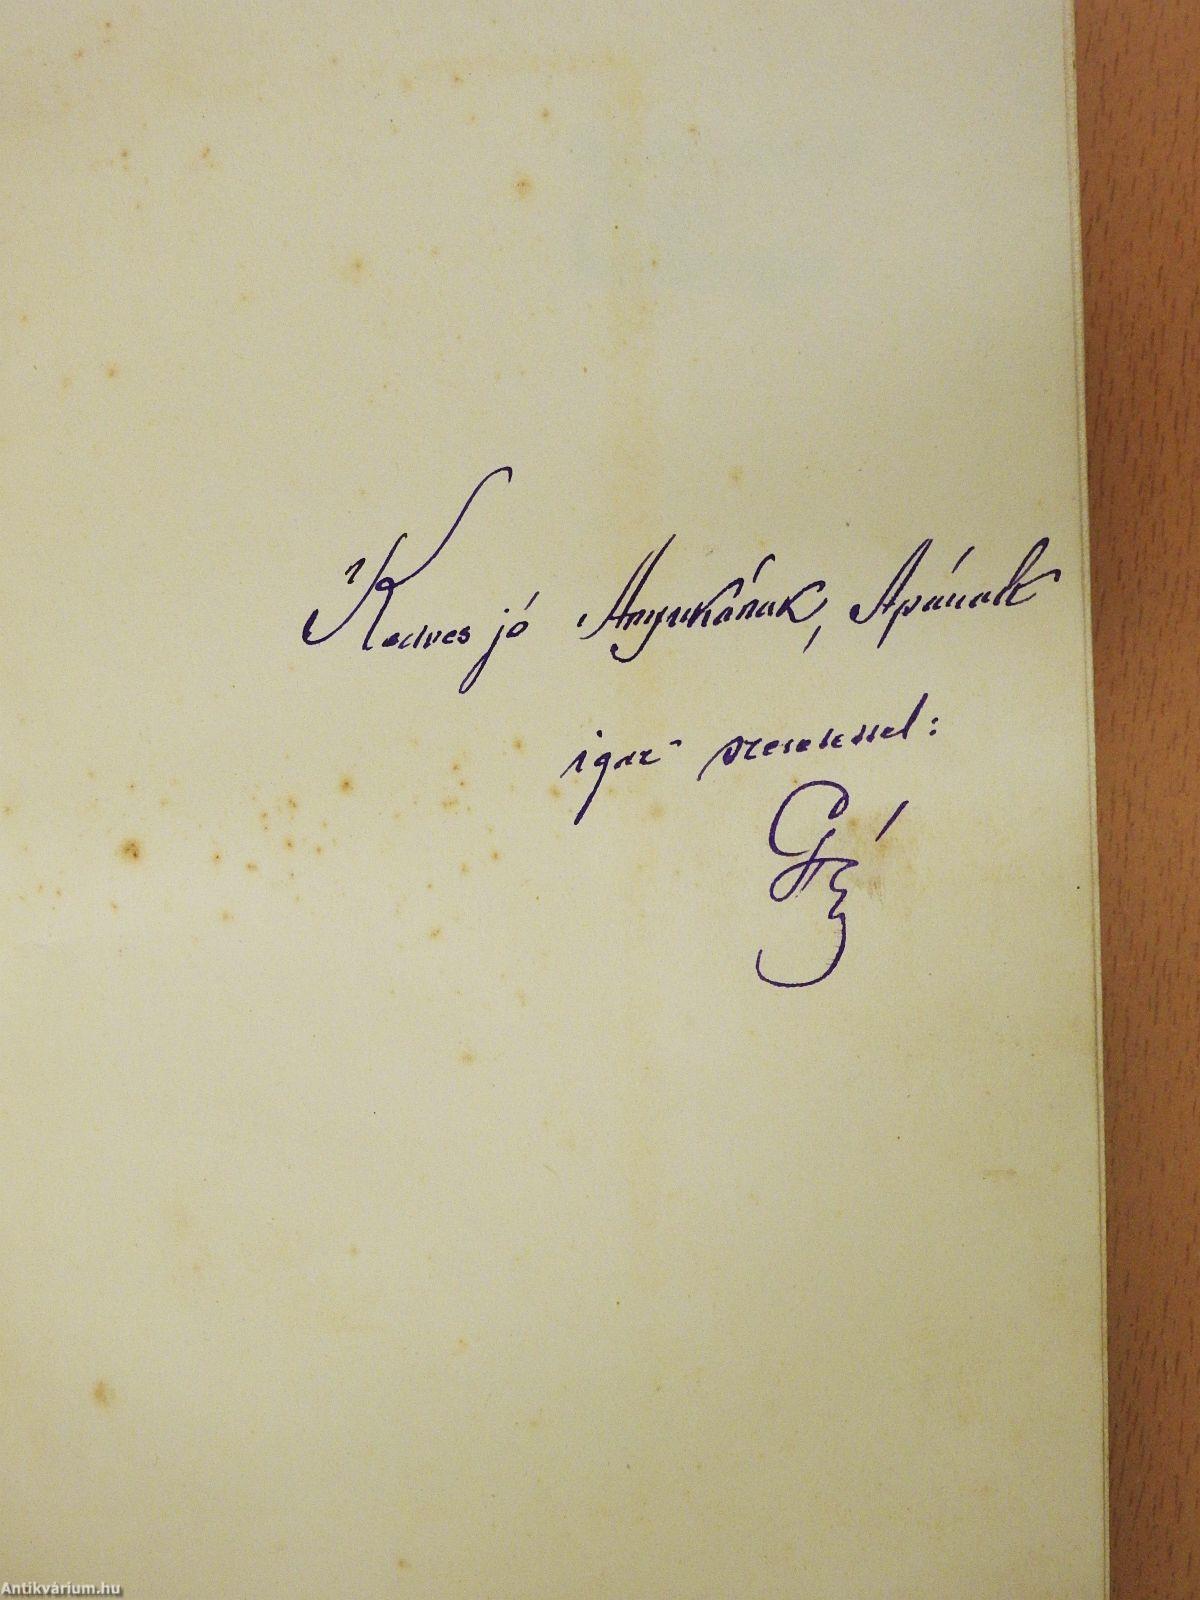 Kedves jó Anyukának, Apának
igaz szeretettel:
Antikvárium.hu